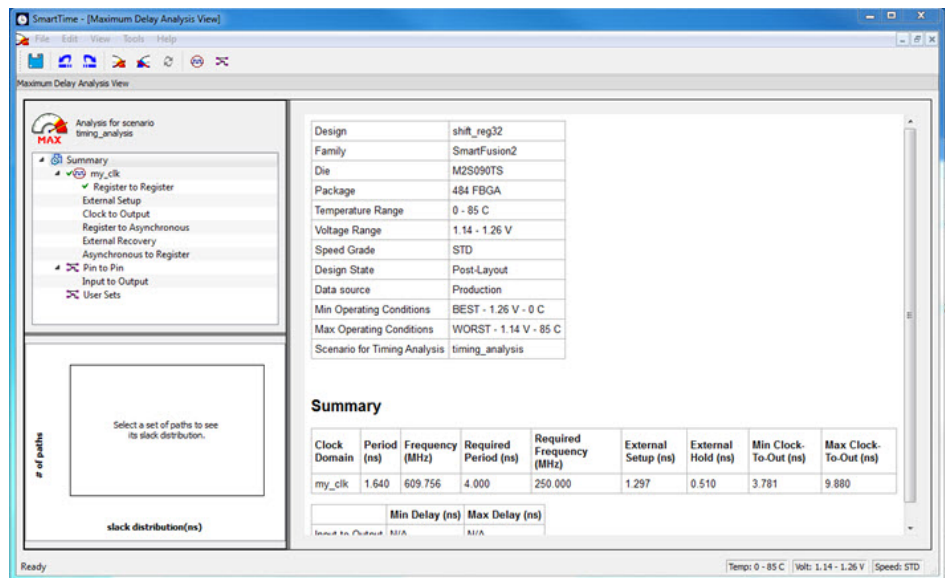 SmartTime - [Maximum Delay Analysis View]
File Edit View Tools Help
Maximum Delay Analysis View
MAX
Analysis for scenario
timing_analysis
Summary
my_clk
Register to Register
External Setup
Clock to Output
Register to Asynchronous
External Recovery
Asynchronous to Register
Pin to Pin
Input to Output
User Sets
# of paths
Select a set of paths to see
its slack distribution.
slack distribution(ns)
Design shift_reg32
Family SmartFusion2
Die M2S090TS
Package 484 FBGA
Temperature Range 0 - 85 C
Voltage Range 1.14 - 1.26 V
Speed Grade STD
Design State Post-Layout
Data source Production
Min Operating Conditions BEST - 1.26 V - 0 C
Max Operating Conditions WORST - 1.14 V - 85 C
Scenario for Timing Analysis timing_analysis
Summary
Clock Domain Period (ns) Frequency (MHz) Required Period (ns) Required Frequency (MHz) External Setup (ns) External Hold (ns) Min Clock-To-Out (ns) Max Clock-To-Out (ns)
my_clk 1.640 609.756 4.000 250.000 1.297 0.510 3.781 9.880
Min Delay (ns) Max Delay (ns)
Input to Output N/A N/A
Ready
Temp: 0 - 85 C Volt: 1.14 - 1.26 V Speed: STD